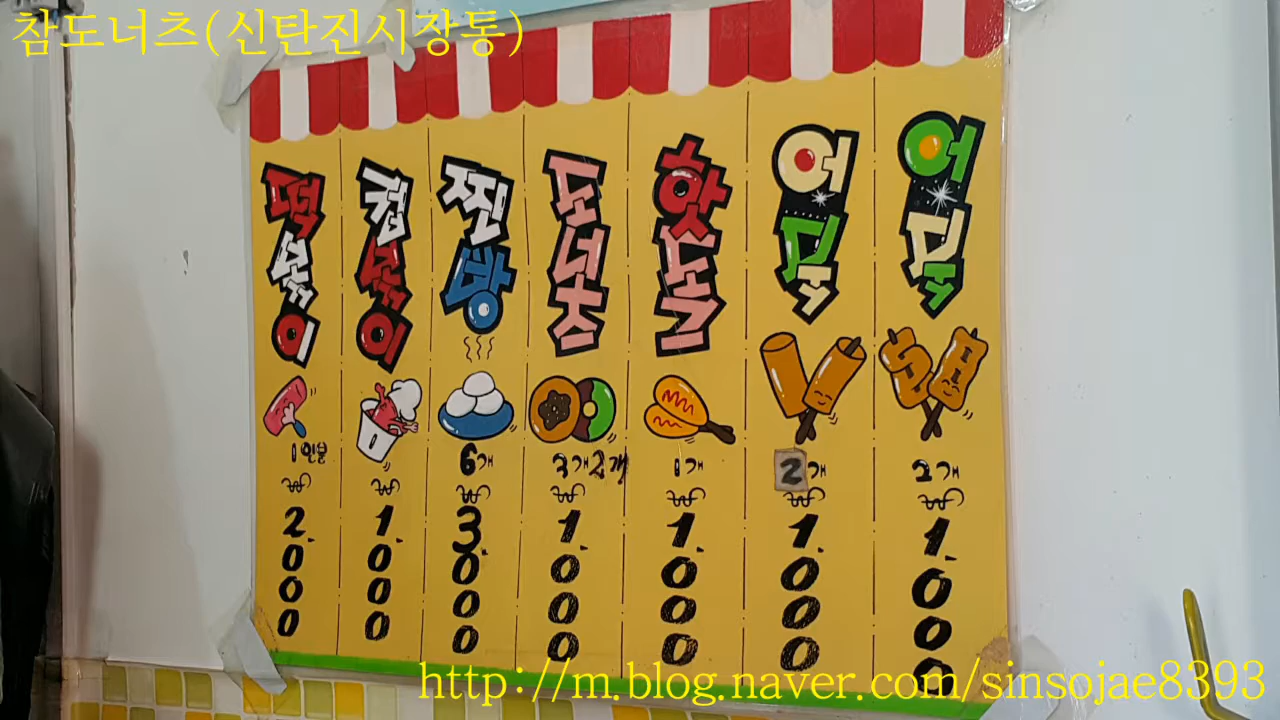 참도너츠(신탄진시장통)
떡볶이
1인분
₩2.000
컵볶이
₩1.000
찐빵
6개
₩3.000
도너츠
3개 2개
₩1.000
핫도그
1개
₩1.000
어묵
2개
₩1.000
어묵
2개
₩1.000
http://m.blog.naver.com/sinsojae8393